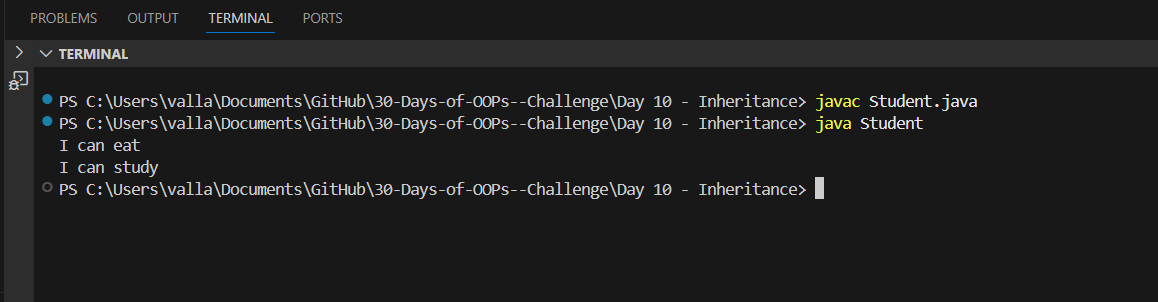 PROBLEMS OUTPUT TERMINAL PORTS
TERMINAL
PS C:\Users\valla\Documents\GitHub\30-Days-of-OOPs--Challenge\Day 10 - Inheritance> javac Student.java
PS C:\Users\valla\Documents\GitHub\30-Days-of-OOPs--Challenge\Day 10 - Inheritance> java Student
I can eat
I can study
PS C:\Users\valla\Documents\GitHub\30-Days-of-OOPs--Challenge\Day 10 - Inheritance>